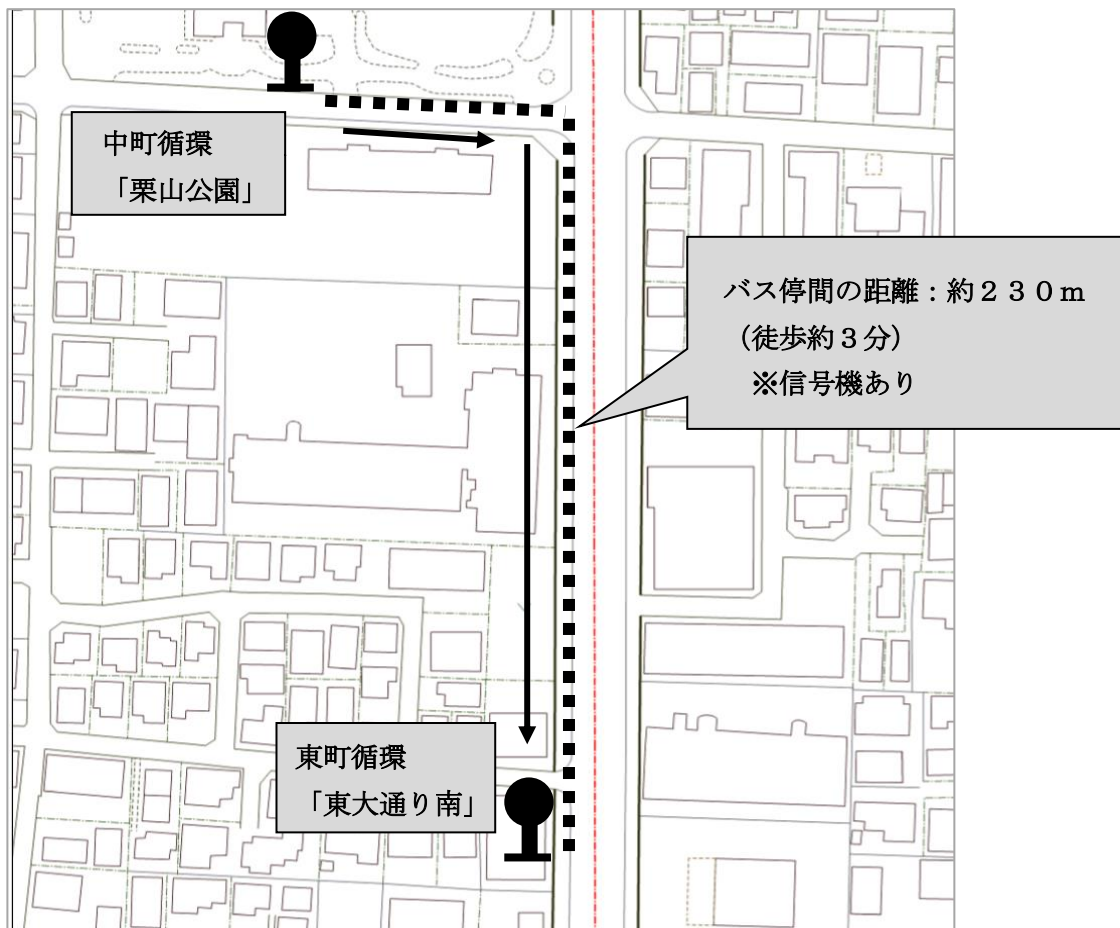 中町循環
「栗山公園」
バス停間の距離：約２３０ｍ
（徒歩約３分）
※信号機あり
東町循環
「東大通り南」